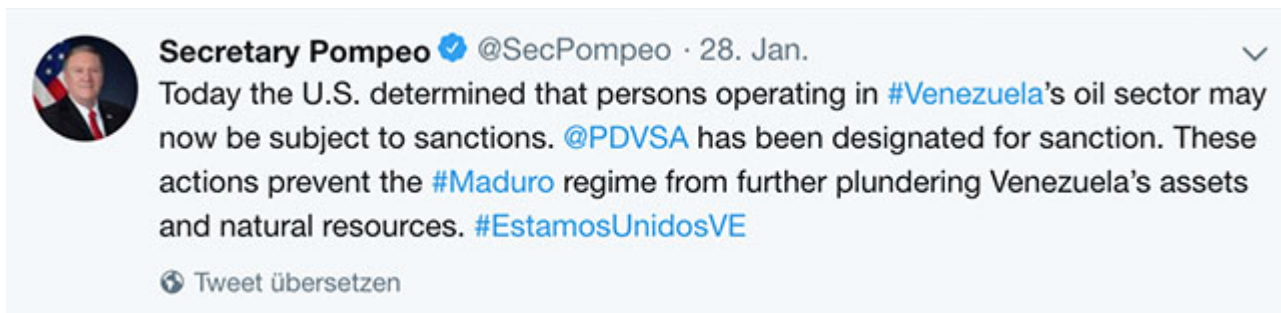 Secretary Pompeo @SecPompeo · 28. Jan.
Today the U.S. determined that persons operating in #Venezuela's oil sector may
now be subject to sanctions. @PDVSA has been designated for sanction. These
actions prevent the #Maduro regime from further plundering Venezuela's assets
and natural resources. #EstamosUnidosVE
Tweet übersetzen